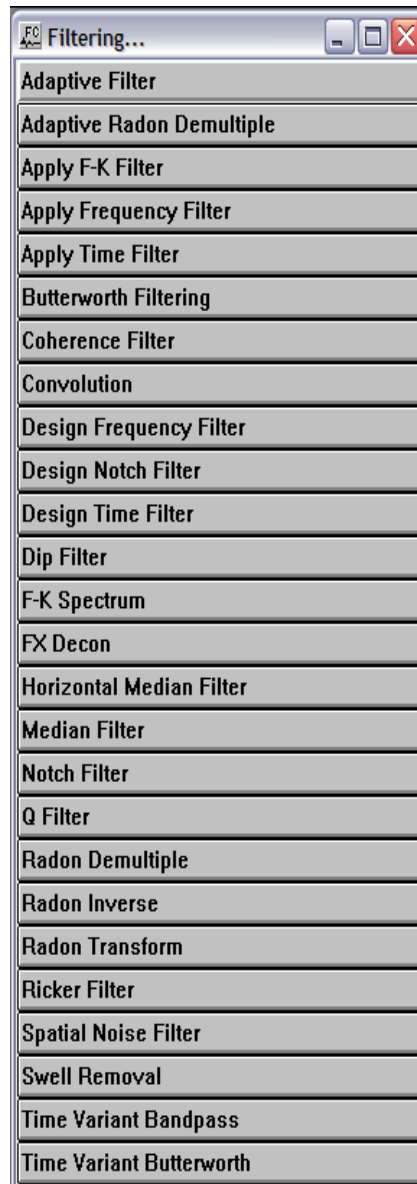 FC
Filtering...
Adaptive Filter
Adaptive Radon Demultiple
Apply F-K Filter
Apply Frequency Filter
Apply Time Filter
Butterworth Filtering
Coherence Filter
Convolution
Design Frequency Filter
Design Notch Filter
Design Time Filter
Dip Filter
F-K Spectrum
FX Decon
Horizontal Median Filter
Median Filter
Notch Filter
Q Filter
Radon Demultiple
Radon Inverse
Radon Transform
Ricker Filter
Spatial Noise Filter
Swell Removal
Time Variant Bandpass
Time Variant Butterworth